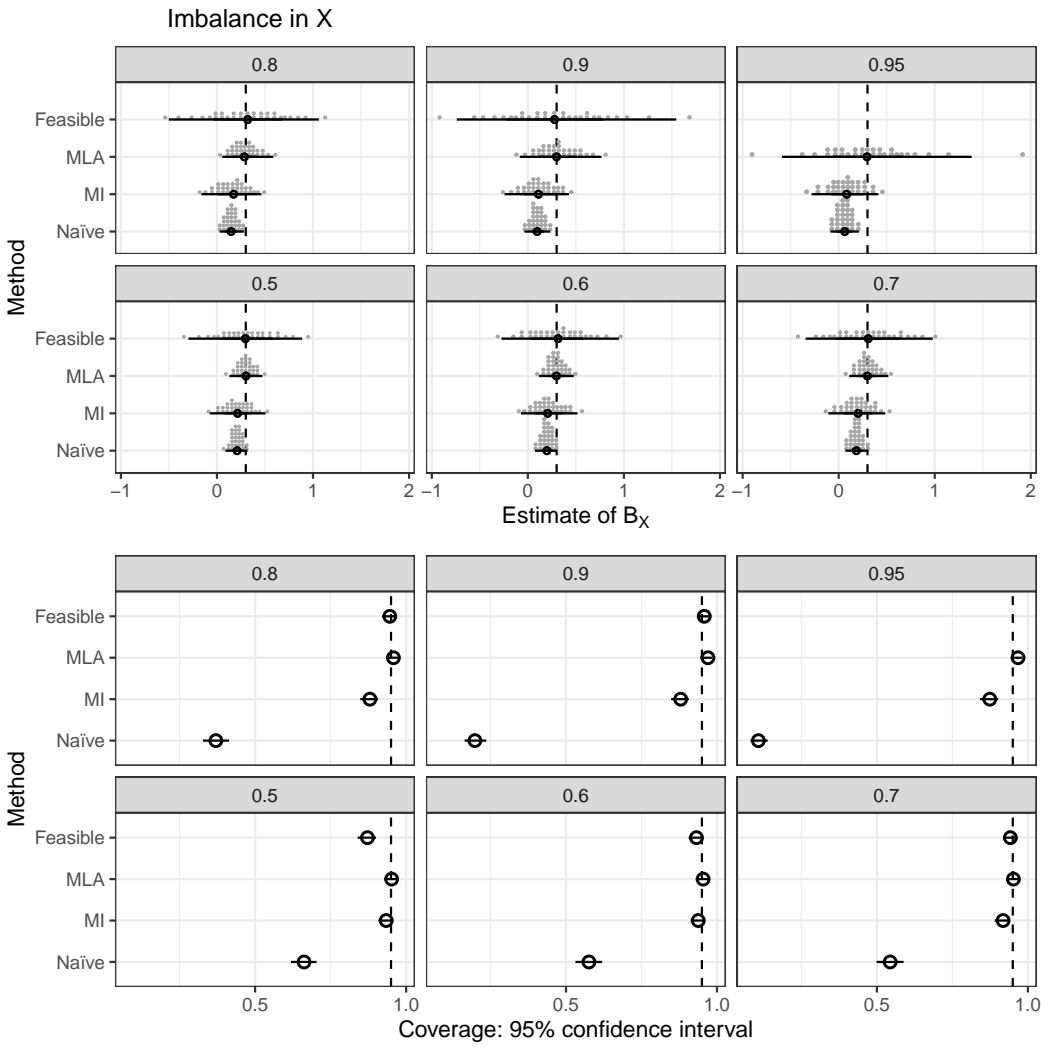 Imbalance in X
0.8 0.9 0.95
Feasible
MLA
MI
Naïve
0.5 0.6 0.7
Feasible
MLA
MI
Naïve
Method
−1 0 1 2 −1 0 1 2 −1 0 1 2
Estimate of BX
0.8 0.9 0.95
Feasible
MLA
MI
Naïve
0.5 0.6 0.7
Feasible
MLA
MI
Naïve
Method
0.5 1.0 0.5 1.0 0.5 1.0
Coverage: 95% confidence interval